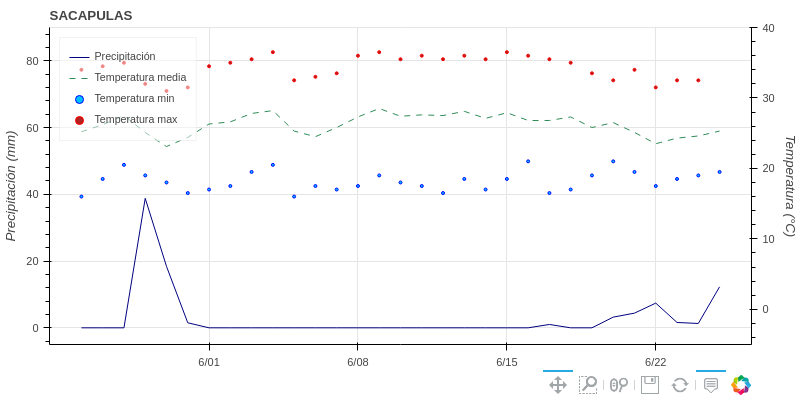 SACAPULAS
Precipitación
Temperatura media
Temperatura min
Temperatura max
Precipitación (mm)
80
60
40
20
0
Temperatura (°C)
40
30
20
10
0
6/01
6/08
6/15
6/22